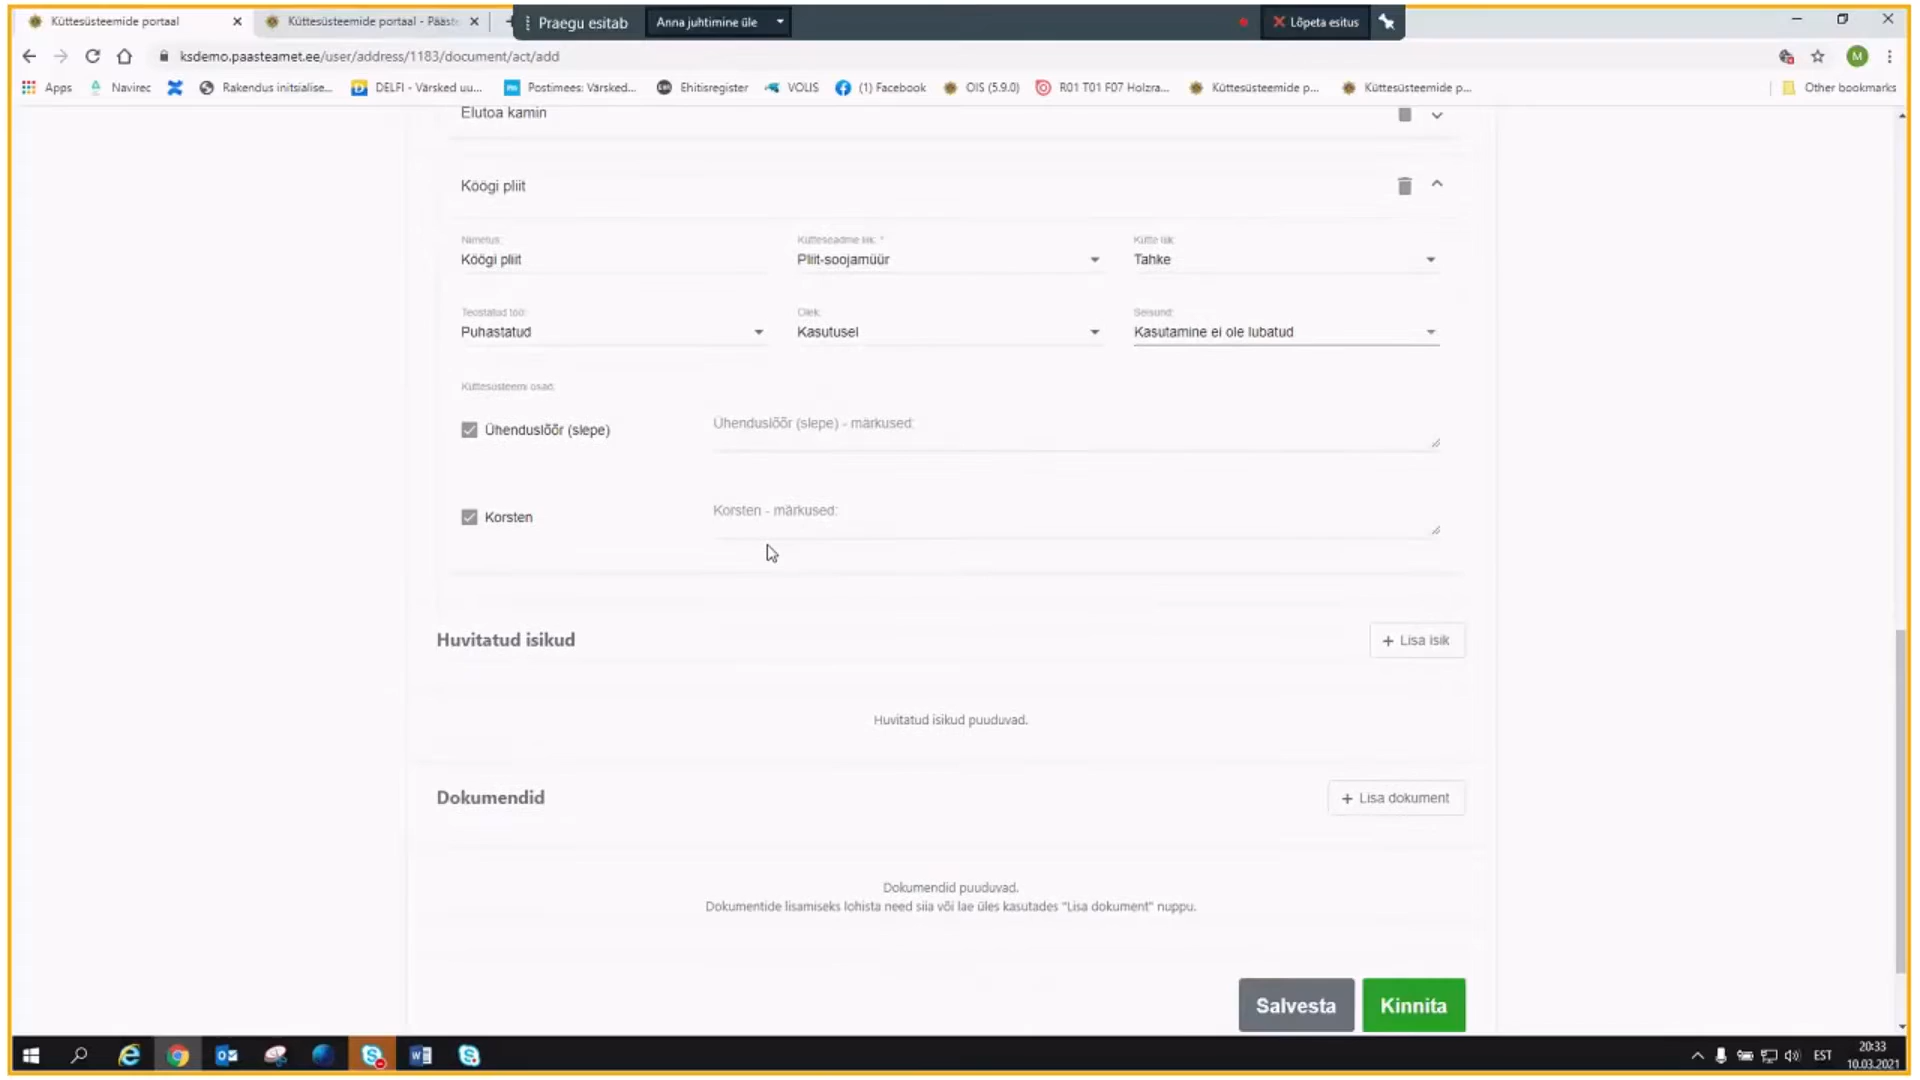 Küttesüsteemide portaal
Küttesüsteemide portaal - Pääste
Praegu esitab
Anna juhtimine üle
Lõpeta esitus
ksdemo.paasteamet.ee/user/address/1183/document/act/add
M
Apps
Navirec
Rakendus initsialise...
DELFI - Värsked uu...
Postimees: Värsked...
Ehitisregister
VOLIS
(1) Facebook
OIS (5.9.0)
R01 T01 F07 Holzra...
Küttesüsteemide p...
Küttesüsteemide p...
Other bookmarks
Elutoa kamin
Köögi pliit
Nimetus:
Kütteseadme liik: *
Kütte liik:
Köögi pliit
Pliit-soojamüür
Tahke
Teostatud töö:
Olek:
Seisund:
Puhastatud
Kasutusel
Kasutamine ei ole lubatud
Küttesüsteemi osad:
Ühenduslõõr (slepe)
Ühenduslõõr (slepe) - märkused:
Korsten
Korsten - märkused:
Huvitatud isikud
+ Lisa isik
Huvitatud isikud puuduvad.
Dokumendid
+ Lisa dokument
Dokumendid puuduvad.
Dokumentide lisamiseks lohista need siia või lae üles kasutades "Lisa dokument" nuppu.
Salvesta
Kinnita
EST
20:33
10.03.2021